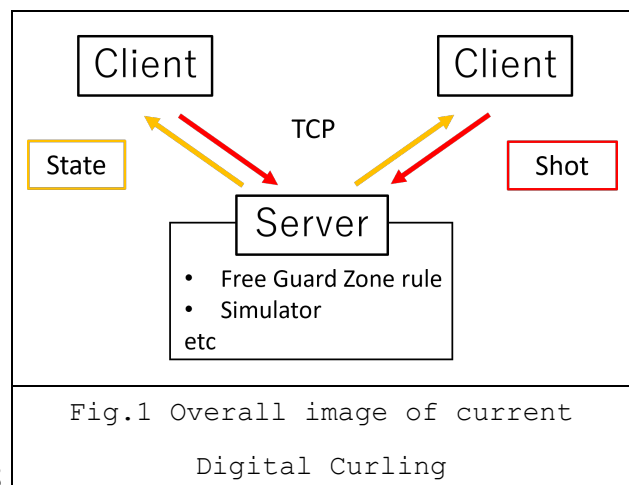 Client
Client
TCP
State
Shot
Server
• Free Guard Zone rule
• Simulator
etc
Fig.1 Overall image of current
Digital Curling